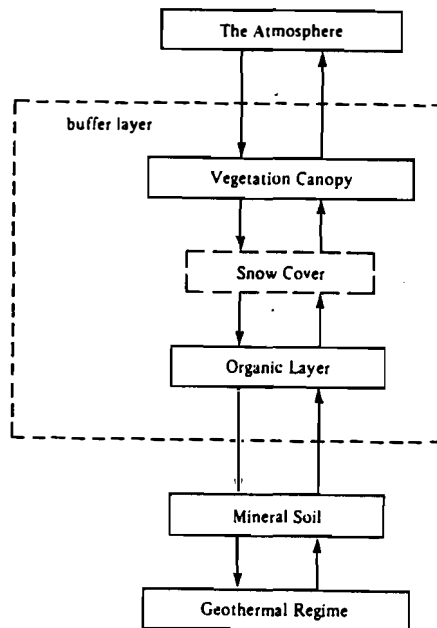 The Atmosphere
buffer layer
Vegetation Canopy
Snow Cover
Organic Layer
Mineral Soil
Geothermal Regime